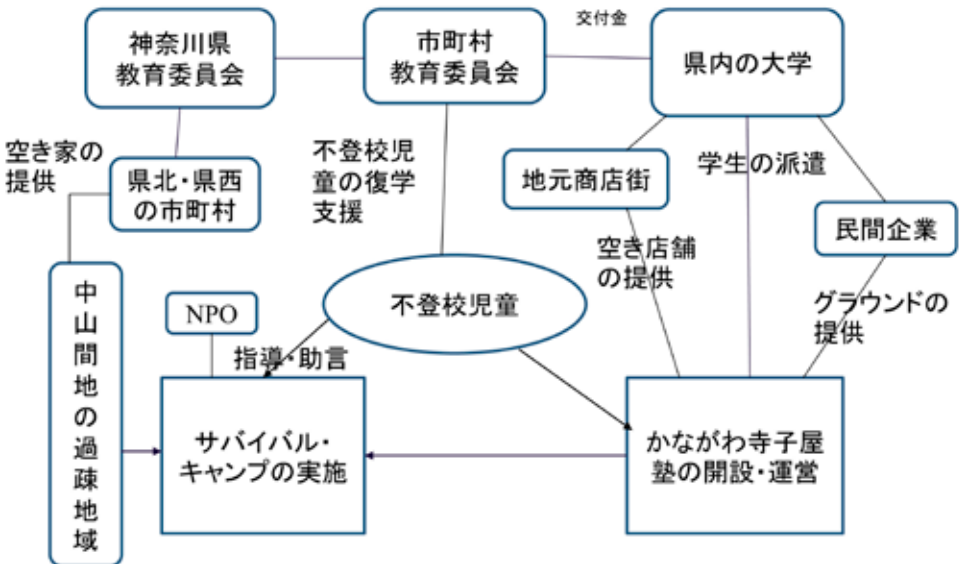 交付金
神奈川県
教育委員会
市町村
教育委員会
県内の大学
空き家の
提供
県北・県西
の市町村
不登校児
童の復学
支援
地元商店街
学生の派遣
民間企業
空き店舗
の提供
グラウンドの
提供
中山間地の過疎地域
NPO
不登校児童
指導・助言
サバイバル・
キャンプの実施
かながわ寺子屋
塾の開設・運営